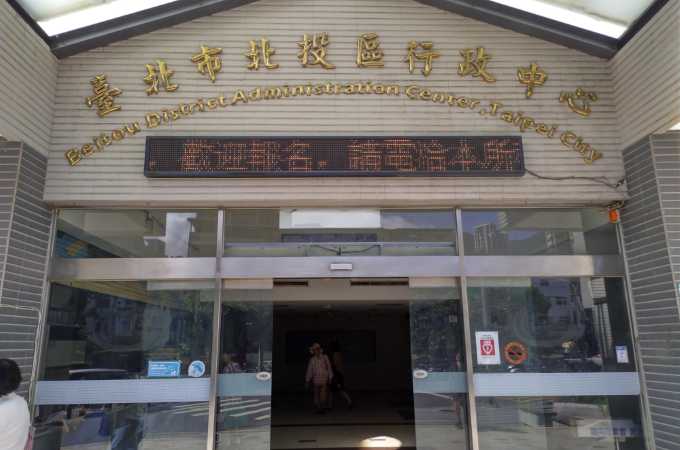 臺北市北投區行政中心
Beitou District Administration Center, Taipei City
．歡迎報名．請電洽本所